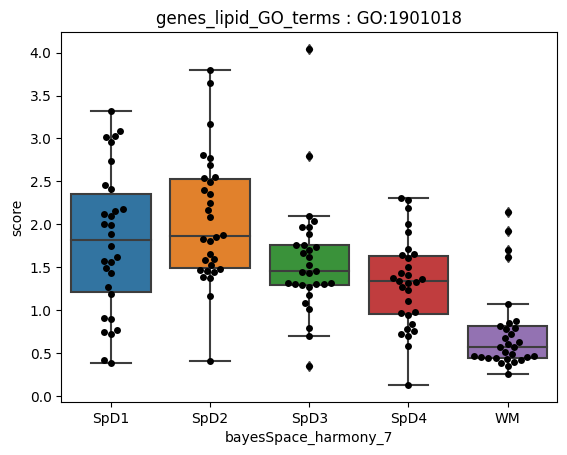 genes_lipid_GO_terms : GO:1901018
score
4.0
3.5
3.0
2.5
2.0
1.5
1.0
0.5
0.0
SpD1 SpD2 SpD3 SpD4 WM
bayesSpace_harmony_7